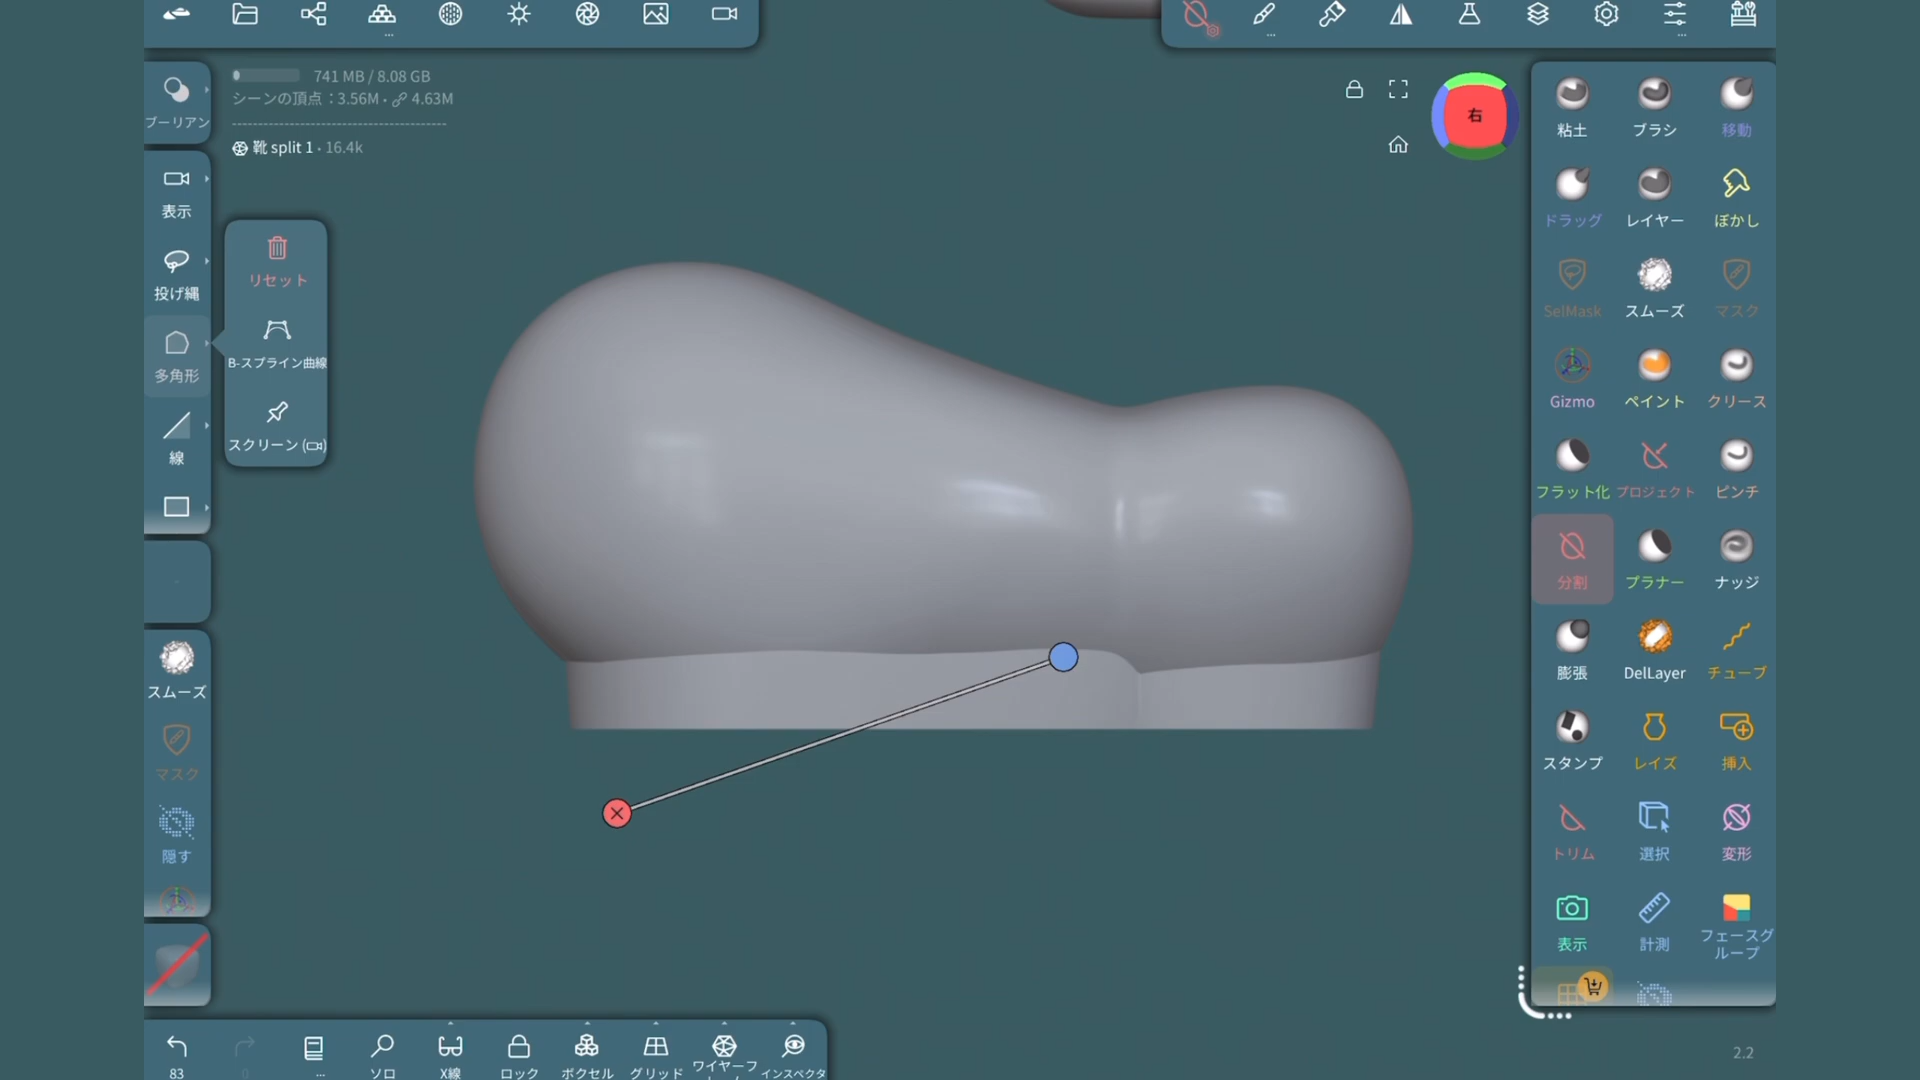 741 MB / 8.08 GB
シーンの頂点：3.56M • 4.63M
靴 split 1 • 16.4k
ブーリアン
表示
投げ縄
多角形
線
リセット
B-スプライン曲線
スクリーン
スムーズ
マスク
隠す
右
粘土
ブラシ
移動
ドラッグ
レイヤー
ぼかし
SelMask
スムーズ
マスク
Gizmo
ペイント
クリース
フラット化
プロジェクト
ピンチ
分割
プラナー
ナッジ
膨張
DelLayer
チューブ
スタンプ
レイズ
挿入
トリム
選択
変形
表示
計測
フェースグ
ループ
83
0
ソロ
X線
ロック
ボクセル
グリッド
ワイヤーフ
インスペクタ
2.2